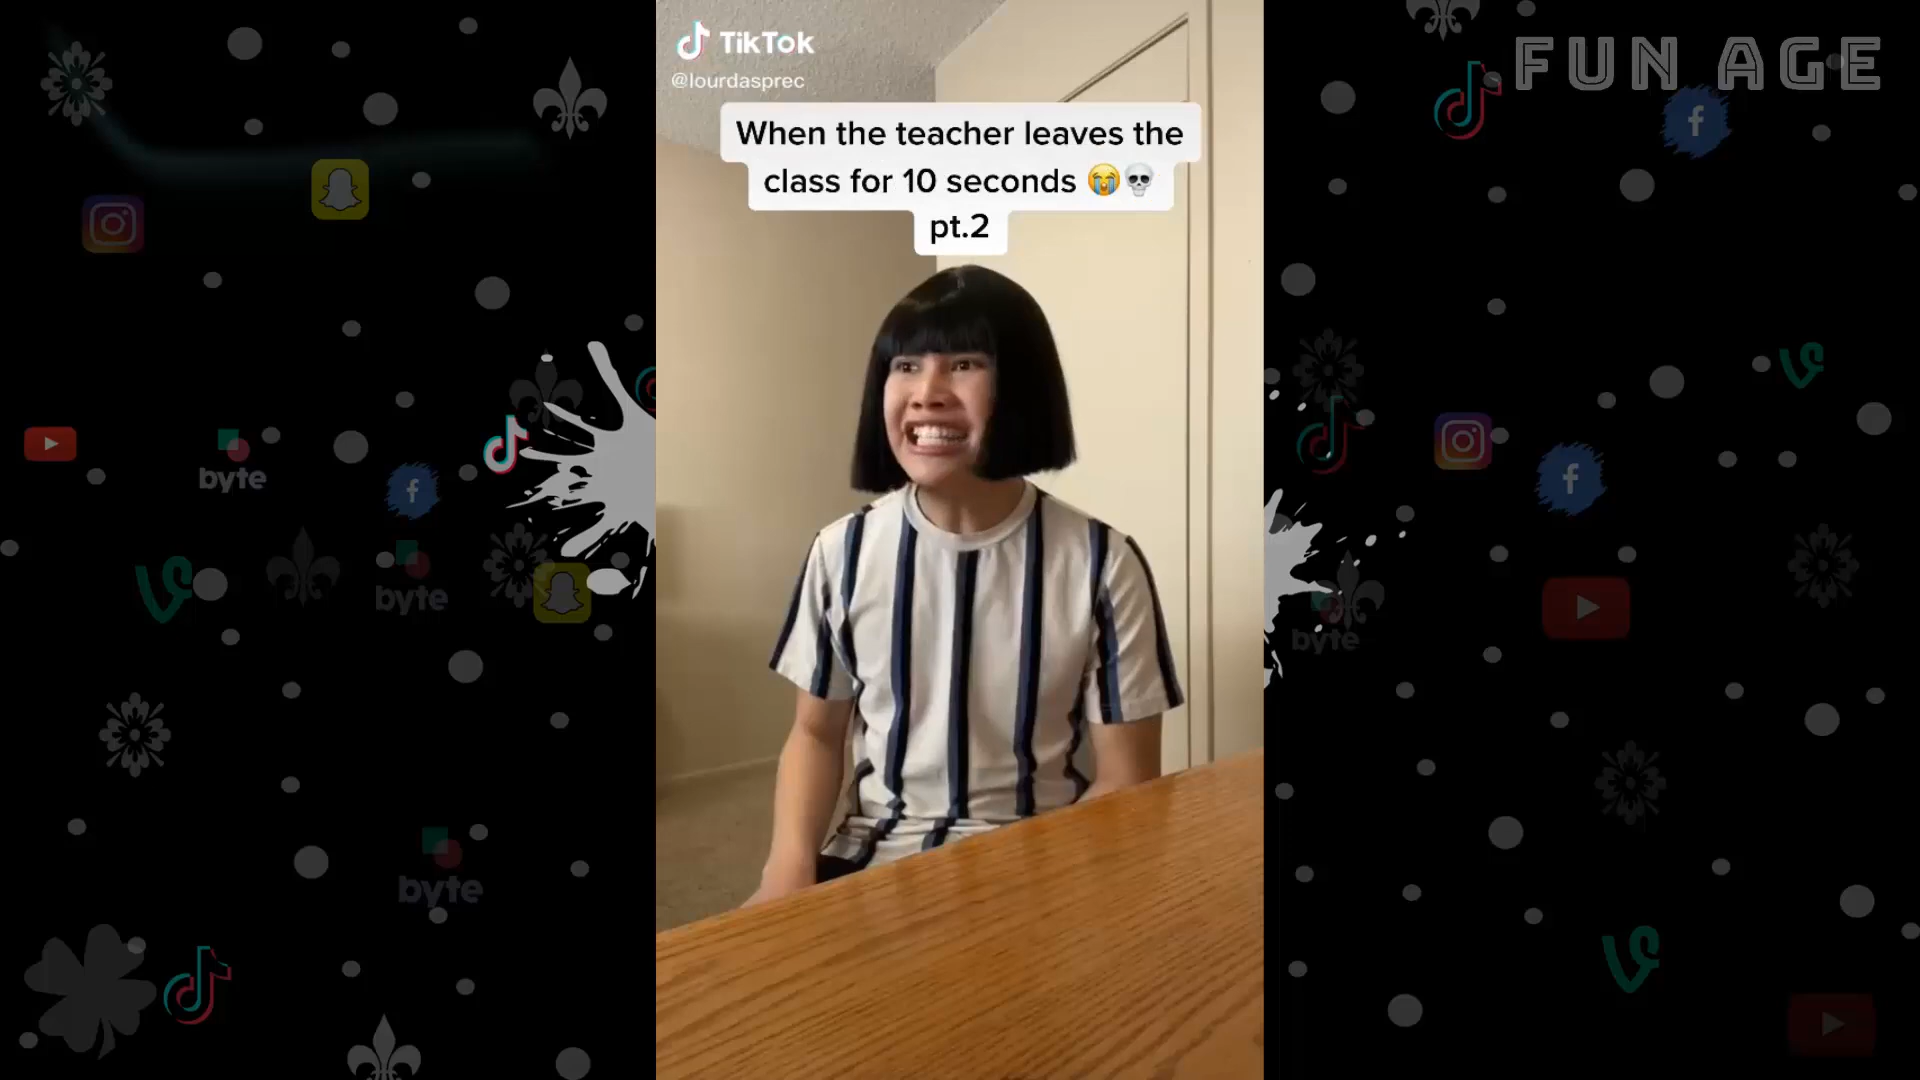 TikTok
@lourdasprec
When the teacher leaves the
class for 10 seconds 😭💀
pt.2
FUN AGE
byte
byte
byte
byte